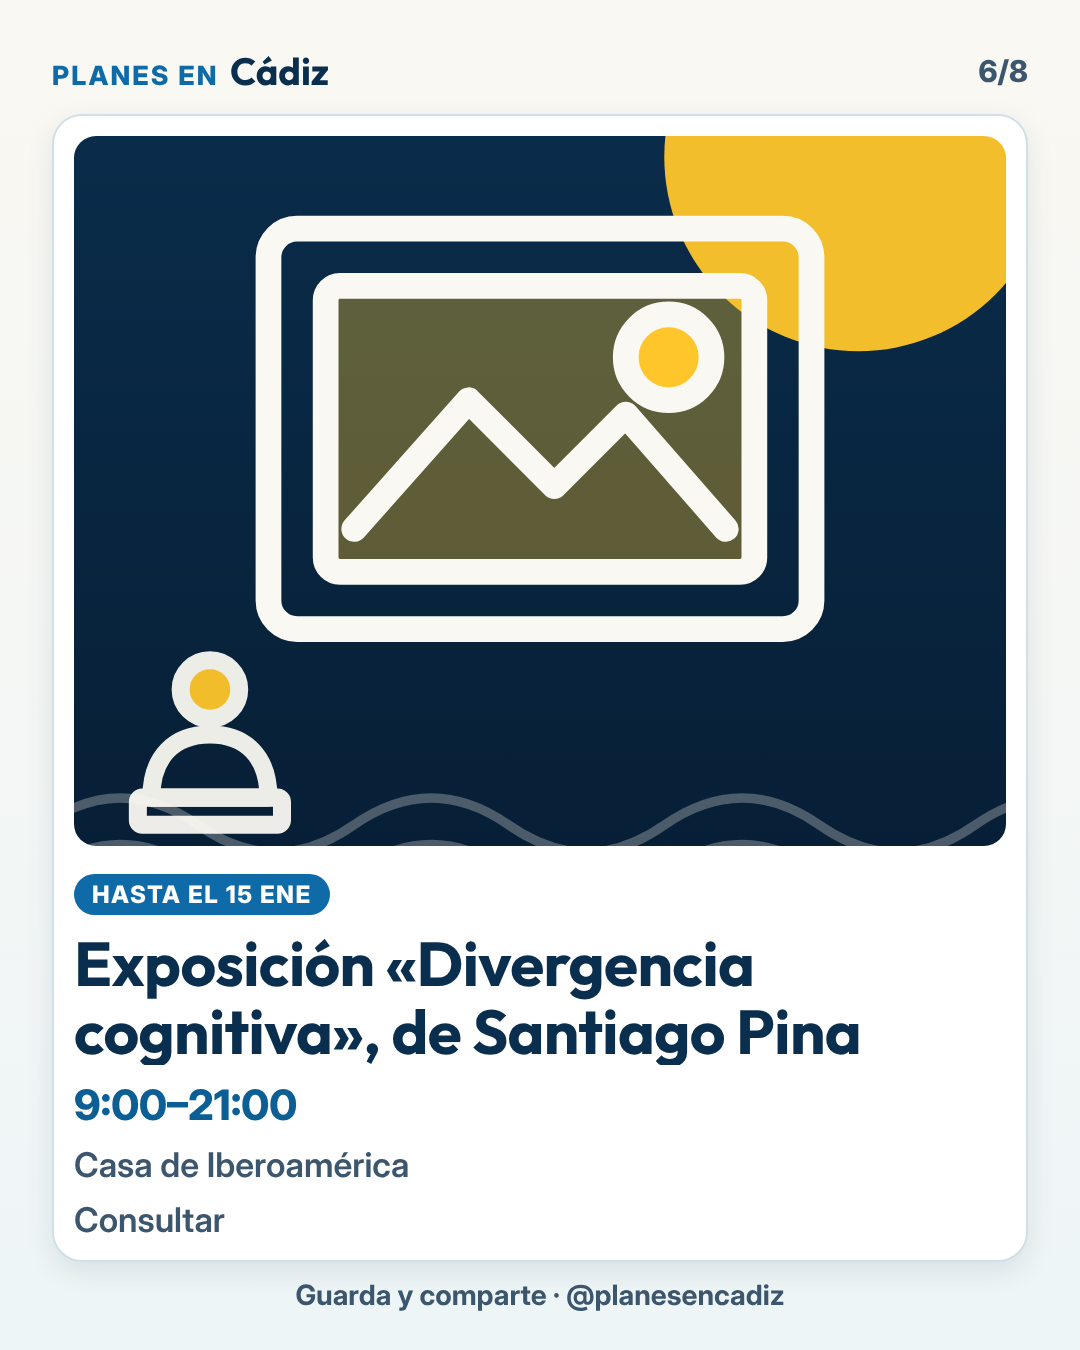 PLANES EN Cádiz
6/8
HASTA EL 15 ENE
Exposición «Divergencia
cognitiva», de Santiago Pina
9:00–21:00
Casa de Iberoamérica
Consultar
Guarda y comparte · @planesencadiz